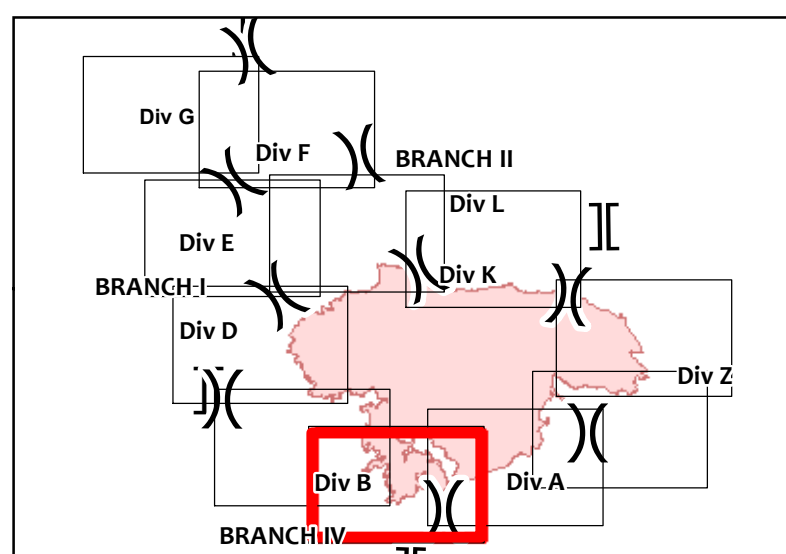 Div G
Div F
BRANCH II
Div L
Div E
Div K
BRANCH I
Div D
Div Z
Div B
Div A
BRANCH IV